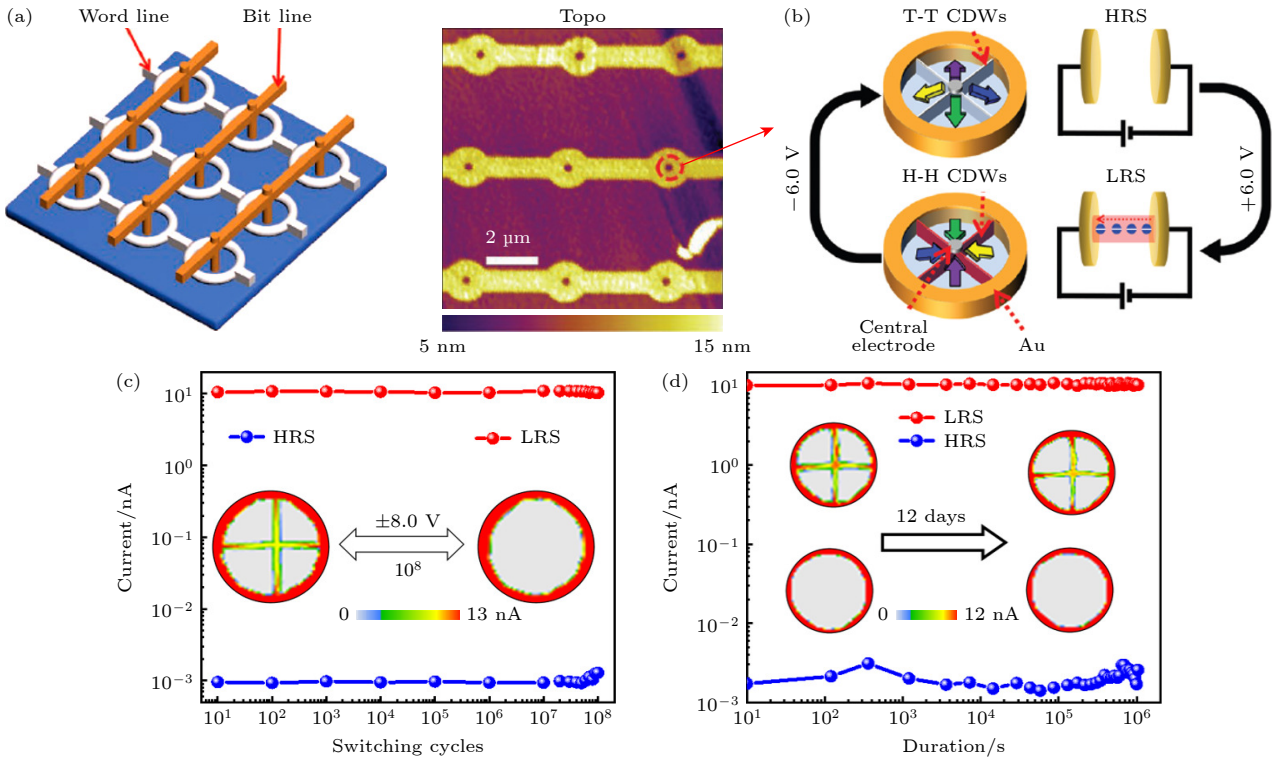 (a)
Word line
Bit line
Topo
2 μm
5 nm
15 nm
(b)
T-T CDWs
HRS
−6.0 V
+6.0 V
H-H CDWs
LRS
Central
electrode
Au
(c)
Current/nA
10¹
10⁰
10⁻¹
10⁻²
10⁻³
HRS
LRS
±8.0 V
10⁸
0
13 nA
10¹ 10² 10³ 10⁴ 10⁵ 10⁶ 10⁷ 10⁸
Switching cycles
(d)
Current/nA
10¹
10⁰
10⁻¹
10⁻²
10⁻³
LRS
HRS
12 days
0
12 nA
10¹ 10² 10³ 10⁴ 10⁵ 10⁶
Duration/s